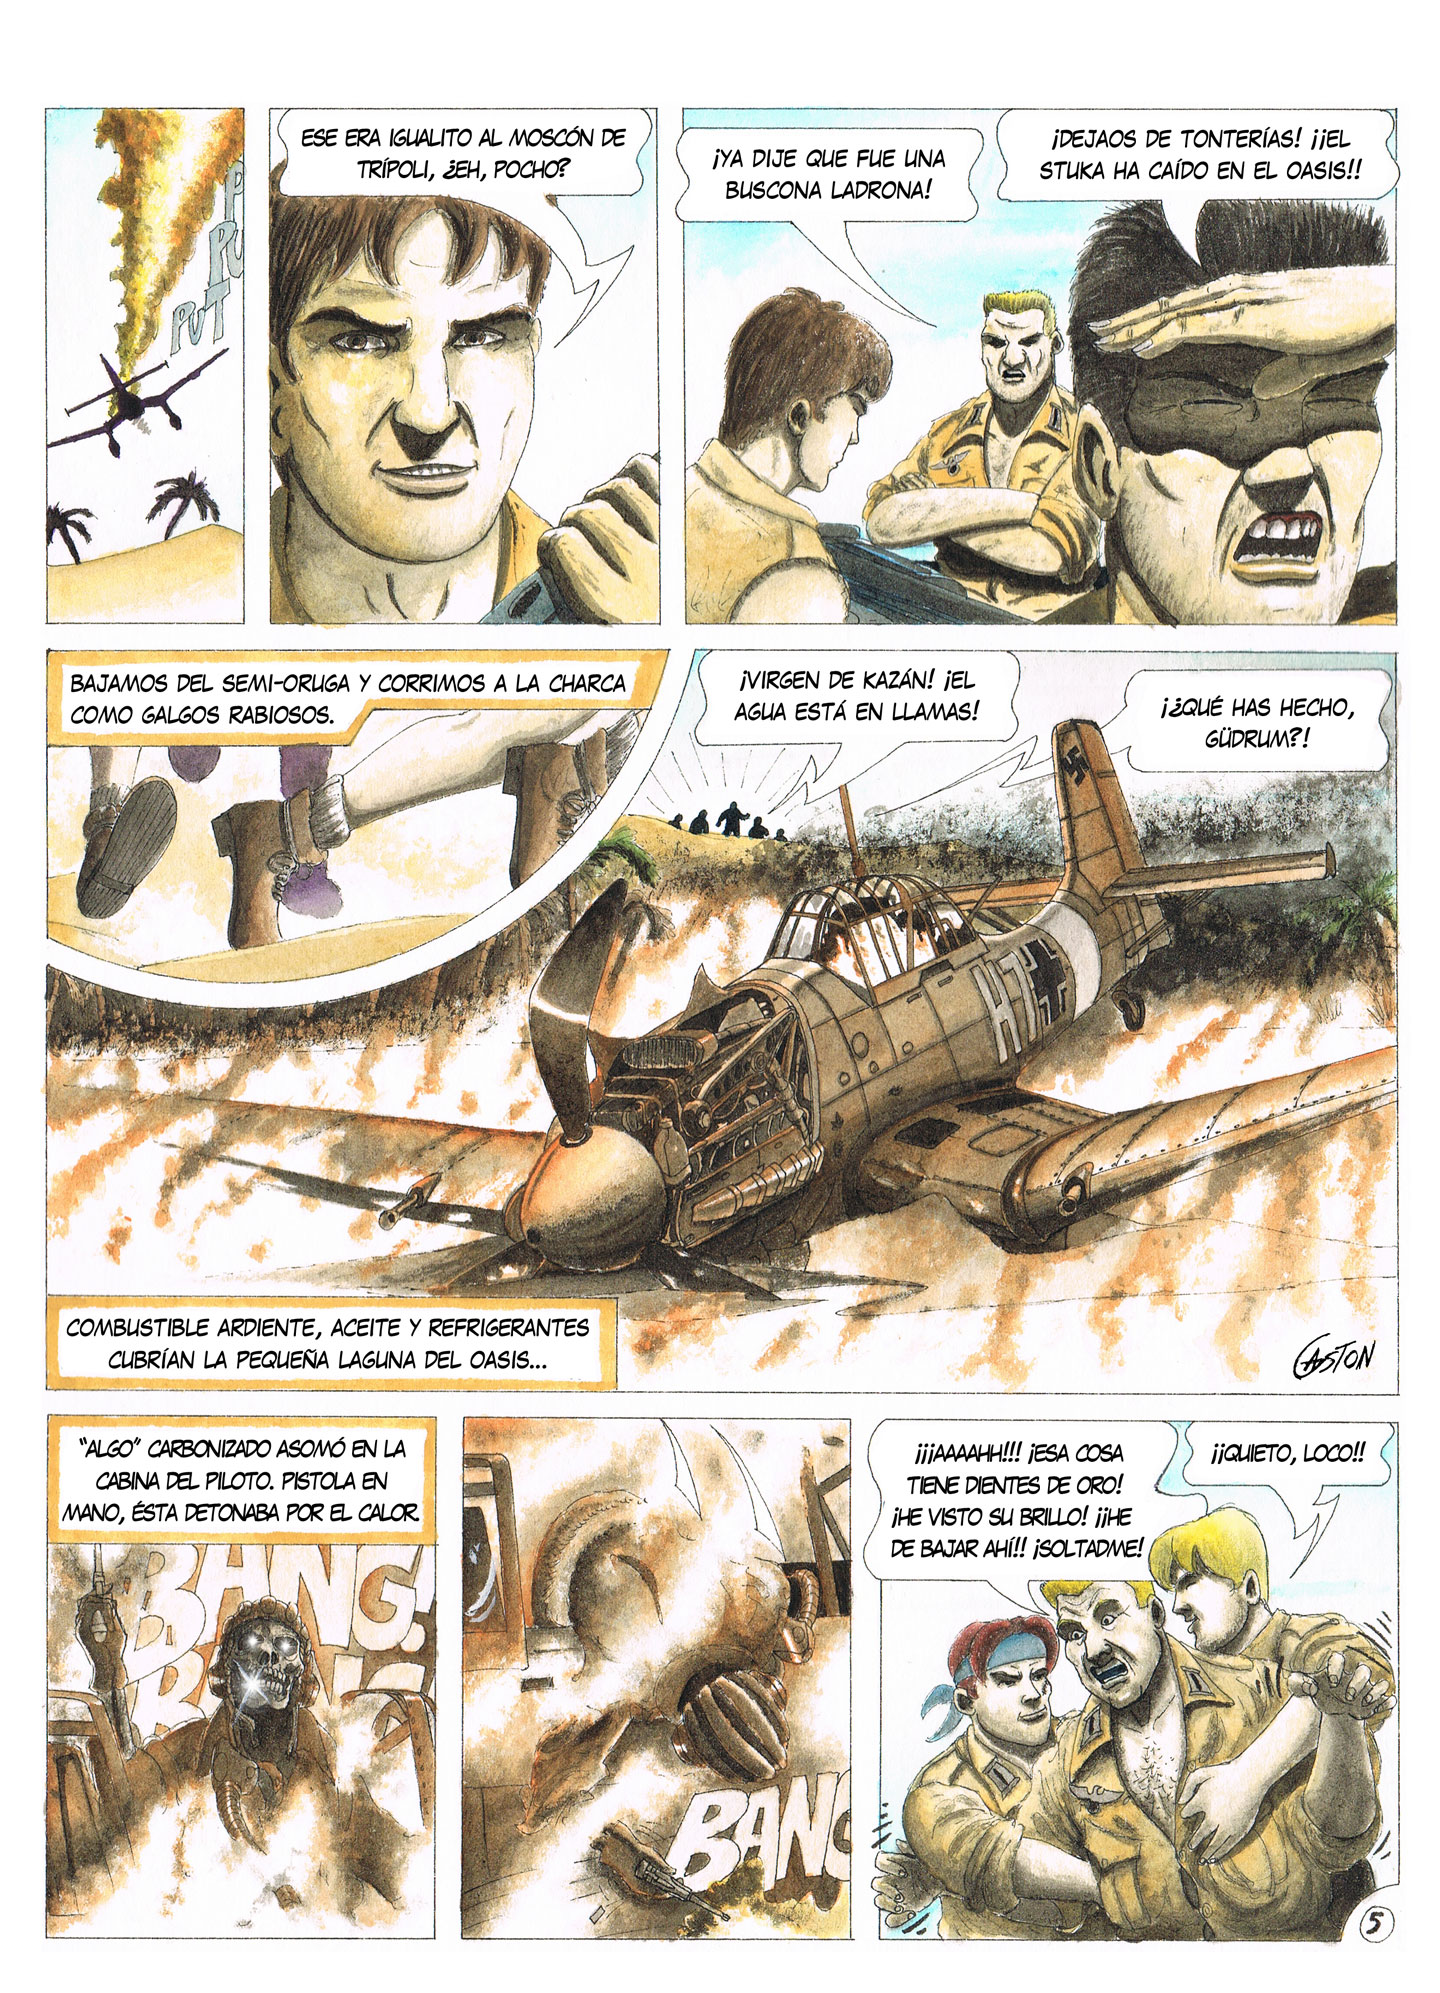 P
PU
PUT
ESE ERA IGUALITO AL MOSCÓN DE
TRÍPOLI, ¿EH, POCHO?
¡YA DIJE QUE FUE UNA
BUSCONA LADRONA!
¡DEJAOS DE TONTERÍAS! ¡¡EL
STUKA HA CAÍDO EN EL OASIS!!
BAJAMOS DEL SEMI-ORUGA Y CORRIMOS A LA CHARCA
COMO GALGOS RABIOSOS.
¡VIRGEN DE KAZÁN! ¡EL
AGUA ESTÁ EN LLAMAS!
¡¿QUÉ HAS HECHO,
GÜDRUM?!
H7
COMBUSTIBLE ARDIENTE, ACEITE Y REFRIGERANTES
CUBRÍAN LA PEQUEÑA LAGUNA DEL OASIS...
GASTON
"ALGO" CARBONIZADO ASOMÓ EN LA
CABINA DEL PILOTO. PISTOLA EN
MANO, ÉSTA DETONABA POR EL CALOR.
BANG!
BANG
BANG
¡¡¡AAAAHH!!! ¡ESA COSA
TIENE DIENTES DE ORO!
¡HE VISTO SU BRILLO! ¡¡HE
DE BAJAR AHÍ!! ¡SOLTADME!
¡¡QUIETO, LOCO!!
5